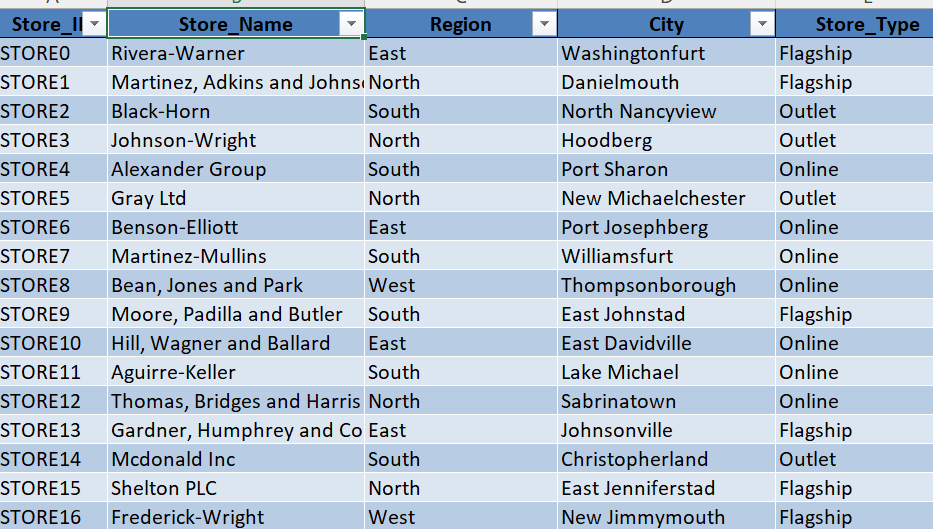 Store_I Store_Name Region City Store_Type
STORE0 Rivera-Warner East Washingtonfurt Flagship
STORE1 Martinez, Adkins and Johns North Danielmouth Flagship
STORE2 Black-Horn South North Nancyview Outlet
STORE3 Johnson-Wright North Hoodberg Outlet
STORE4 Alexander Group South Port Sharon Online
STORE5 Gray Ltd North New Michaelchester Outlet
STORE6 Benson-Elliott East Port Josephberg Online
STORE7 Martinez-Mullins South Williamsfurt Online
STORE8 Bean, Jones and Park West Thompsonborough Online
STORE9 Moore, Padilla and Butler South East Johnstad Flagship
STORE10 Hill, Wagner and Ballard East East Davidville Online
STORE11 Aguirre-Keller South Lake Michael Online
STORE12 Thomas, Bridges and Harris North Sabrinatown Online
STORE13 Gardner, Humphrey and Co East Johnsonville Flagship
STORE14 Mcdonald Inc South Christopherland Outlet
STORE15 Shelton PLC North East Jenniferstad Flagship
STORE16 Frederick-Wright West New Jimmymouth Flagship